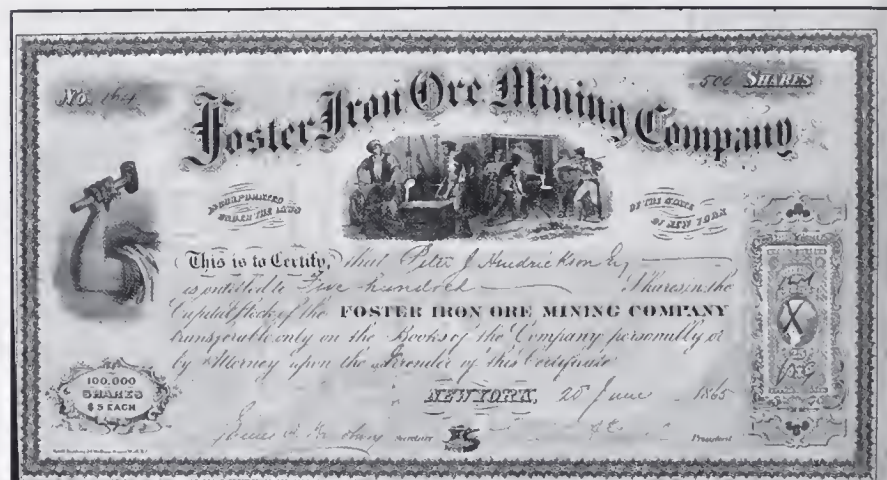 No. 164
500 SHARES
Foster Iron Ore Mining Company
INCORPORATED
UNDER THE LAWS
OF THE STATE
OF NEW YORK
This is to Certify, that Peter J Hendrickson Esq
is entitled to Five hundred Shares in the
Capital Stock of the FOSTER IRON ORE MINING COMPANY
transferable only on the Books of the Company personally or
by Attorney upon the Surrender of this Certificate
100,000
SHARES
$5 EACH
NEW YORK, 28 June 1865
James Secretary President